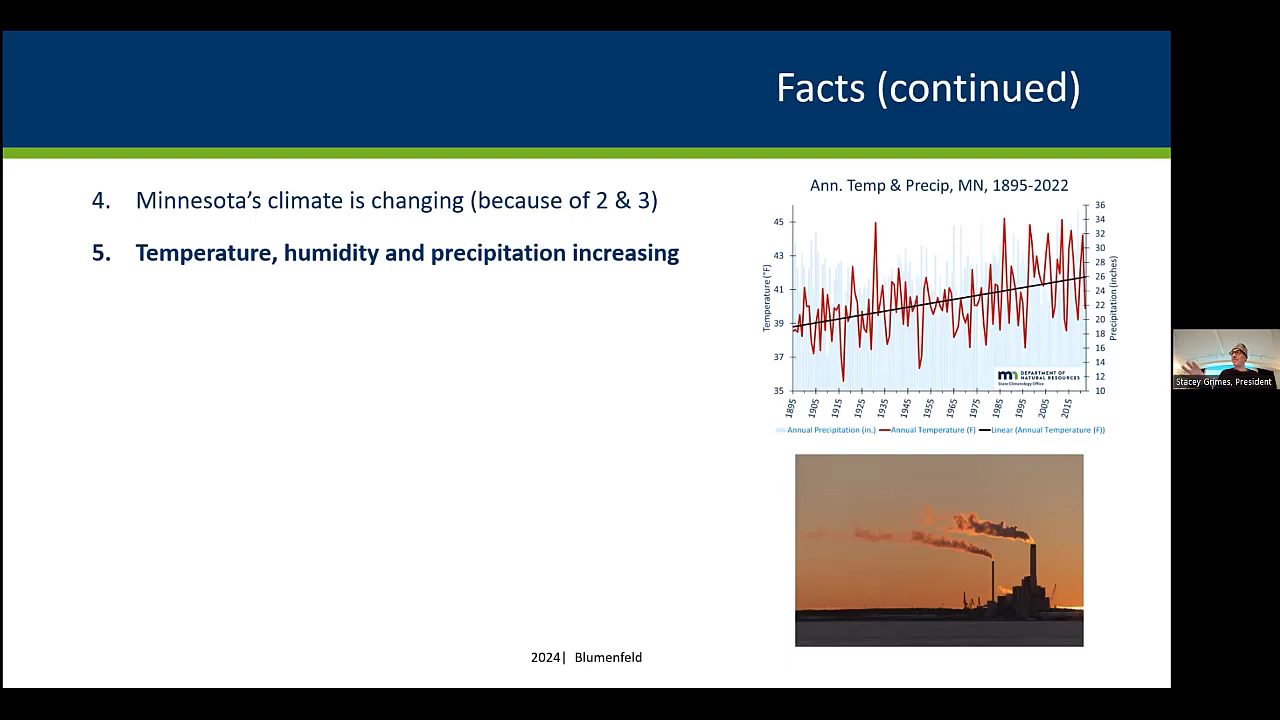 Facts (continued)
4. Minnesota's climate is changing (because of 2 & 3)
5. Temperature, humidity and precipitation increasing
Ann. Temp & Precip, MN, 1895-2022
Temperature (°F)
45
43
41
39
37
35
36
34
32
30
28
26
24
22
20
18
16
14
12
10
Precipitation (inches)
1895
1905
1915
1925
1935
1945
1955
1965
1975
1985
1995
2005
2015
DEPARTMENT OF
NATURAL RESOURCES
State Climatology Office
Annual Precipitation (in.) Annual Temperature (F) Linear (Annual Temperature (F))
2024| Blumenfeld
Stacey Grimes, President